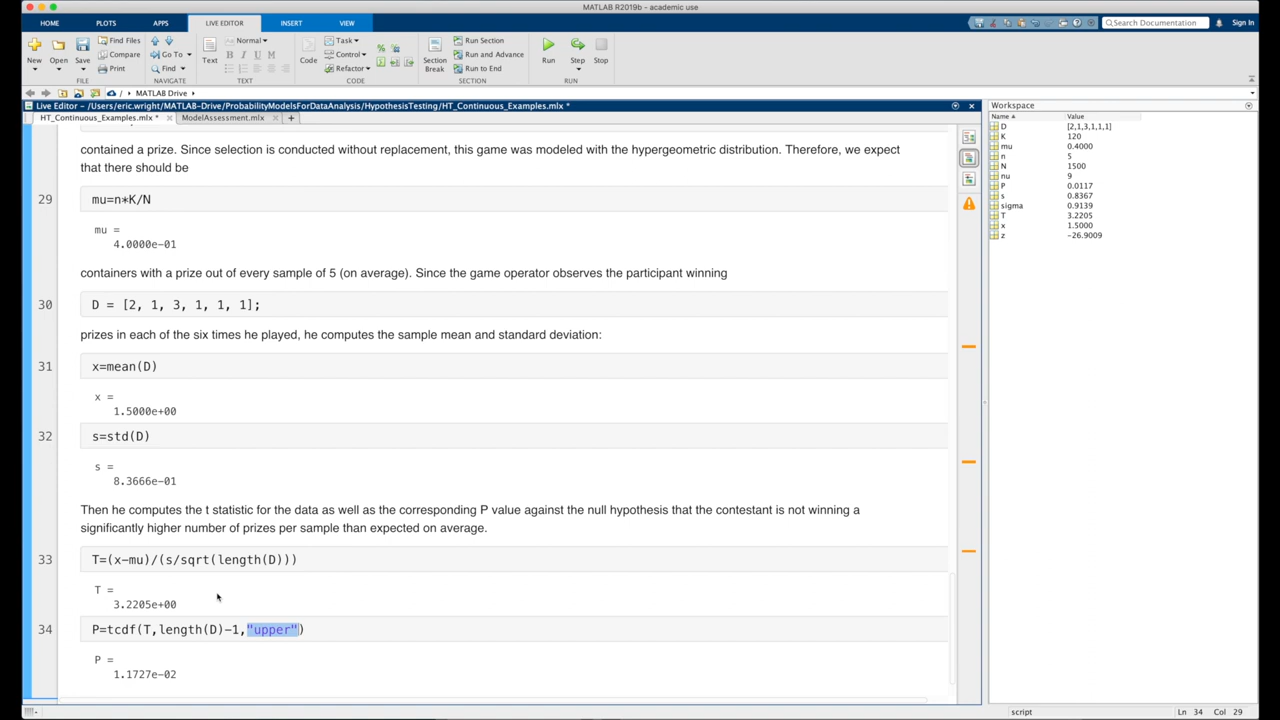 MATLAB R2019b - academic use
HOME PLOTS APPS LIVE EDITOR INSERT VIEW
Search Documentation Sign In
New Open Save Find Files Compare Print
FILE
Go To Find
NAVIGATE
Text Normal B I U M
TEXT
Code Task Control Refactor
CODE
Section Break Run Section Run and Advance Run to End
SECTION
Run Step Stop
RUN
/ MATLAB Drive
Live Editor - /Users/eric.wright/MATLAB-Drive/ProbabilityModelsForDataAnalysis/HypothesisTesting/HT_Continuous_Examples.mlx *
HT_Continuous_Examples.mlx * × ModelAssessment.mlx × +
contained a prize. Since selection is conducted without replacement, this game was modeled with the hypergeometric distribution. Therefore, we expect
that there should be
29 mu=n*K/N
mu =
4.0000e-01
containers with a prize out of every sample of 5 (on average). Since the game operator observes the participant winning
30 D = [2, 1, 3, 1, 1, 1];
prizes in each of the six times he played, he computes the sample mean and standard deviation:
31 x=mean(D)
x =
1.5000e+00
32 s=std(D)
s =
8.3666e-01
Then he computes the t statistic for the data as well as the corresponding P value against the null hypothesis that the contestant is not winning a
significantly higher number of prizes per sample than expected on average.
33 T=(x-mu)/(s/sqrt(length(D)))
T =
3.2205e+00
34 P=tcdf(T,length(D)-1,"upper")
P =
1.1727e-02
Workspace
Name Value
D [2,1,3,1,1,1]
K 120
mu 0.4000
n 5
N 1500
nu 9
P 0.0117
s 0.8367
sigma 0.9139
T 3.2205
x 1.5000
z -26.9009
script Ln 34 Col 29